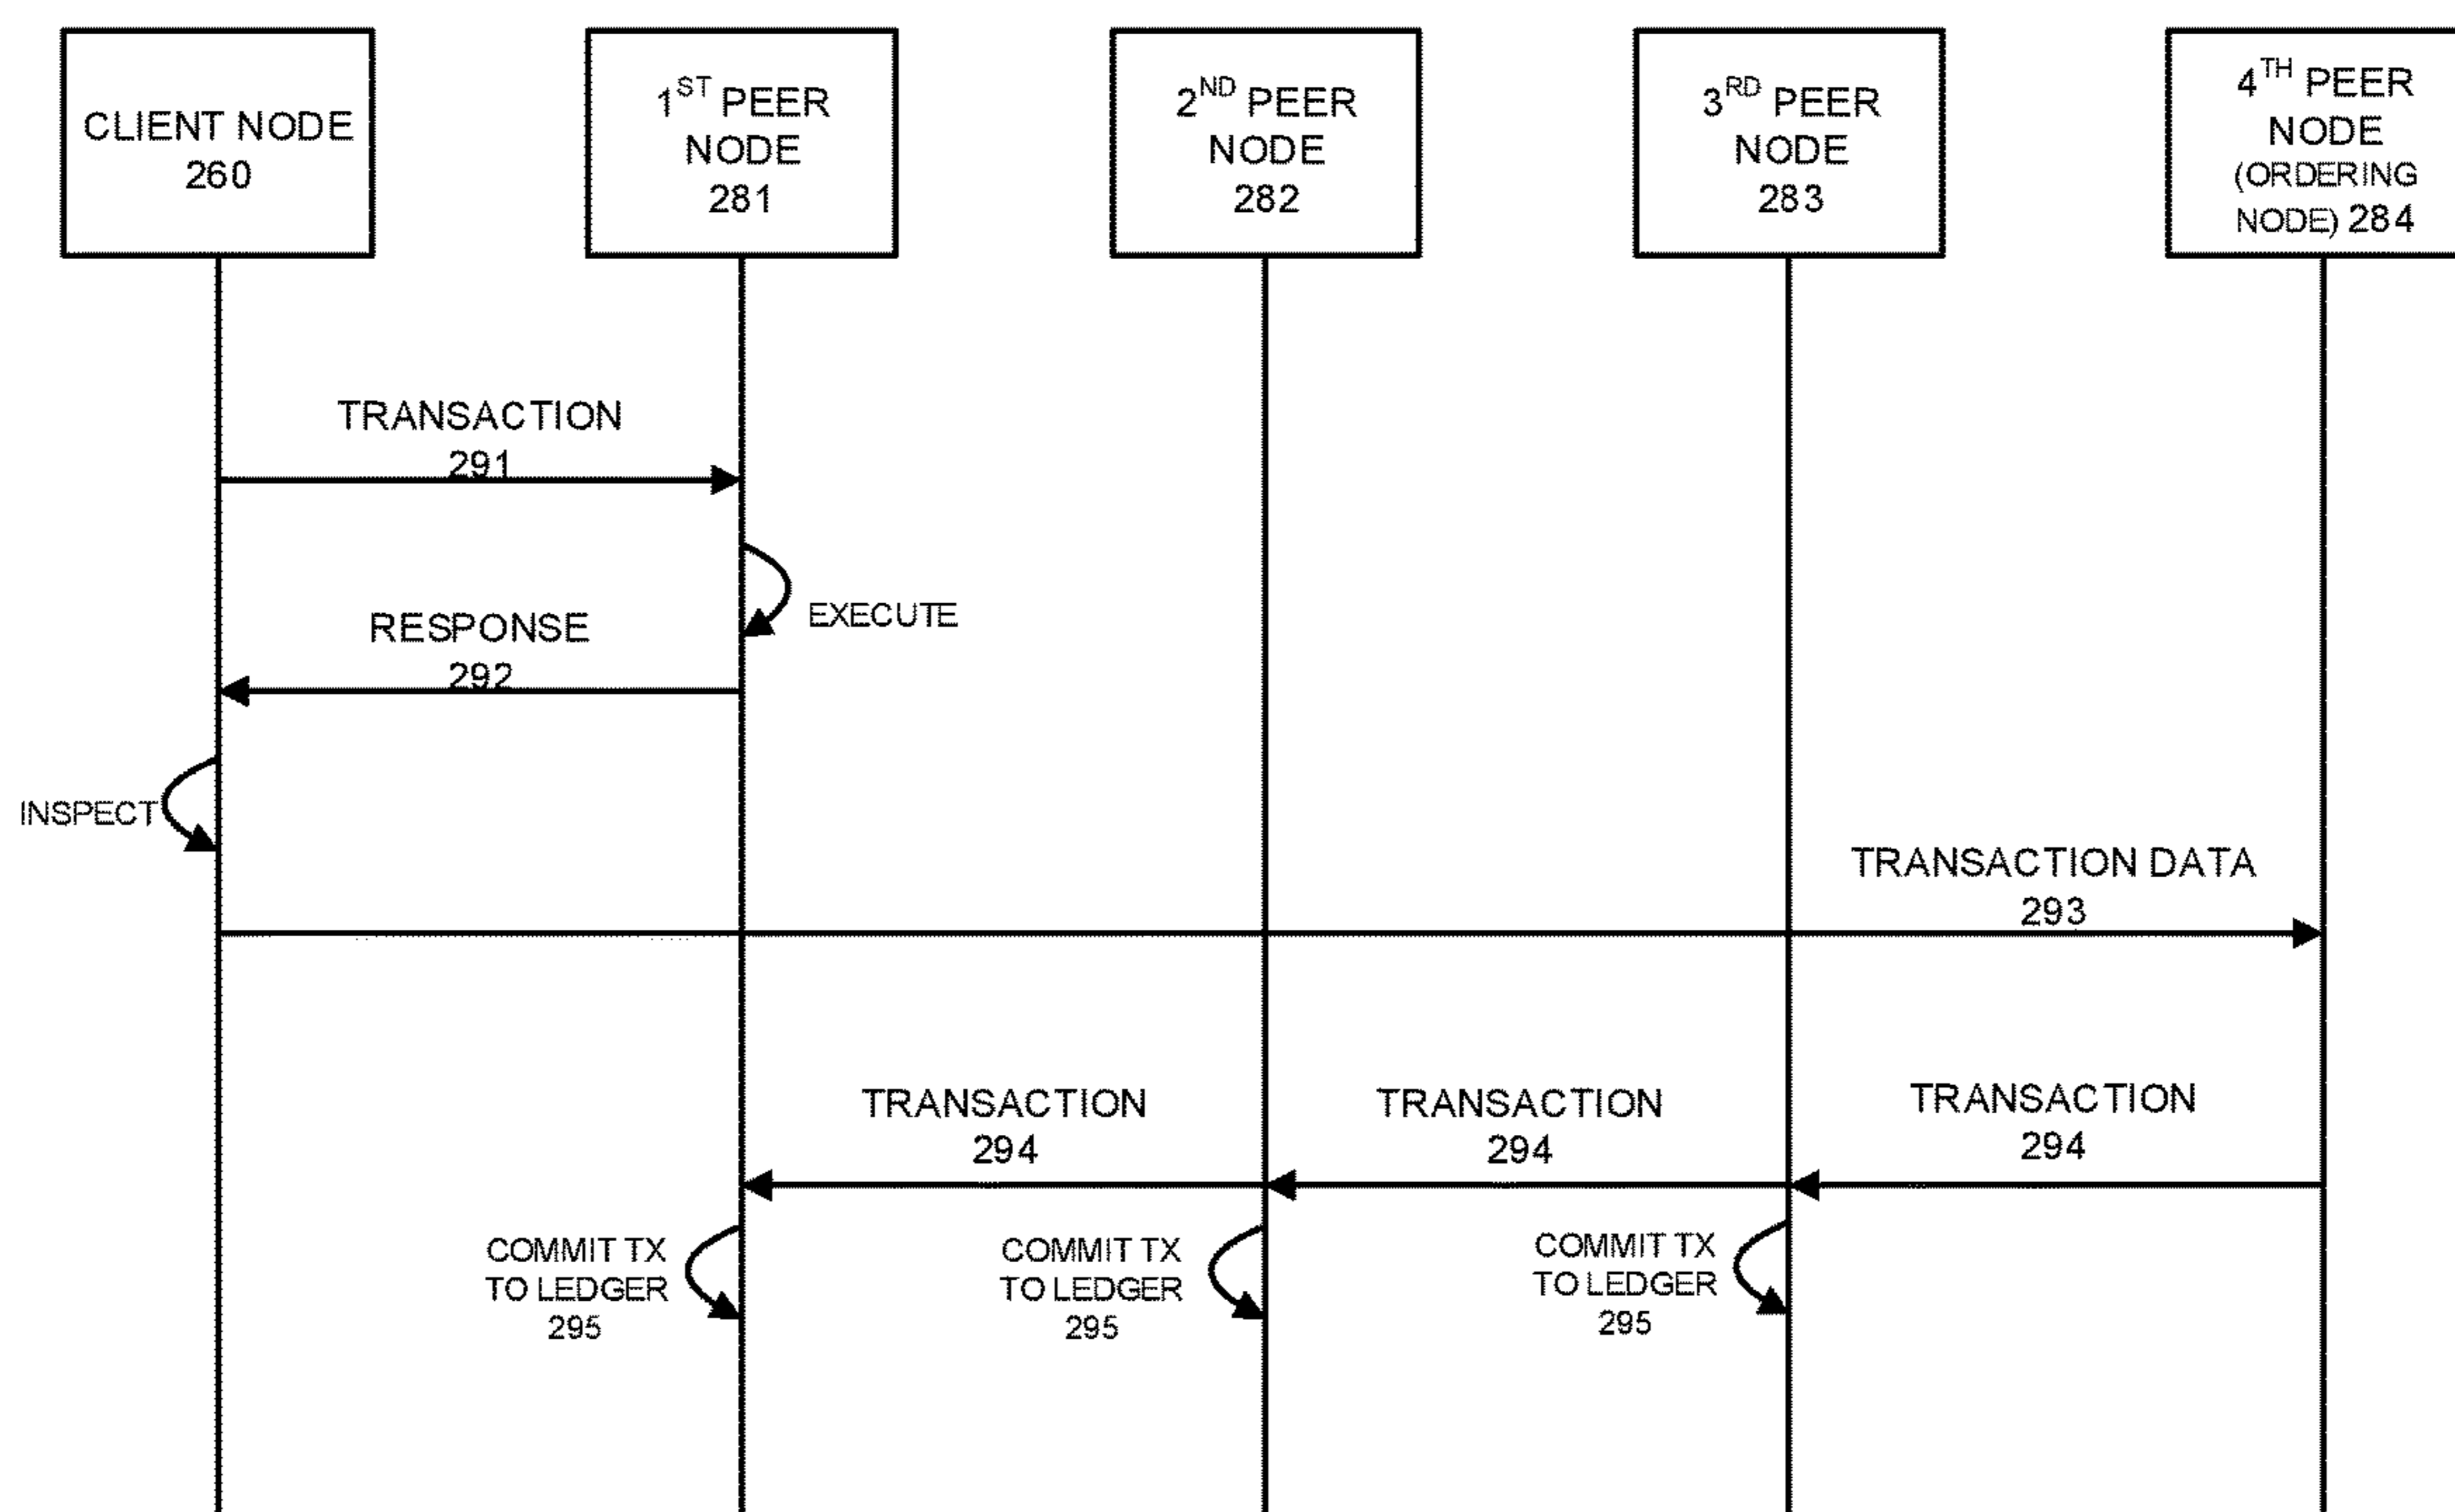 CLIENT NODE
260
1ST PEER
NODE
281
2ND PEER
NODE
282
3RD PEER
NODE
283
4TH PEER
NODE
(ORDERING
NODE) 284
TRANSACTION
291
EXECUTE
RESPONSE
292
INSPECT
TRANSACTION DATA
293
TRANSACTION
294
TRANSACTION
294
TRANSACTION
294
COMMIT TX
TO LEDGER
295
COMMIT TX
TO LEDGER
295
COMMIT TX
TO LEDGER
295